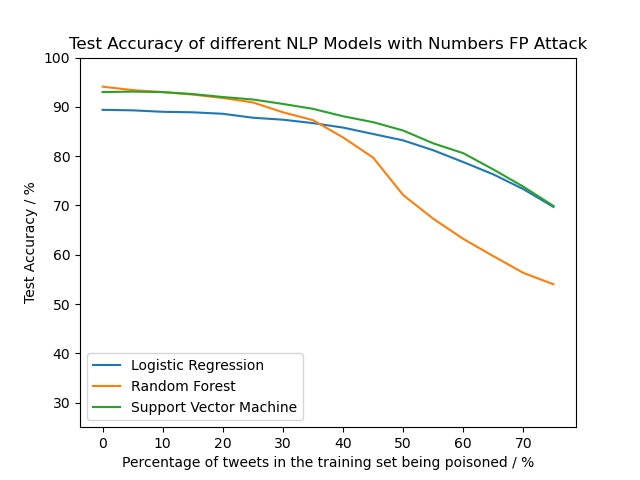 Test Accuracy of different NLP Models with Numbers FP Attack
100
90
80
70
60
50
40
30
Test Accuracy / %
Logistic Regression
Random Forest
Support Vector Machine
0 10 20 30 40 50 60 70
Percentage of tweets in the training set being poisoned / %